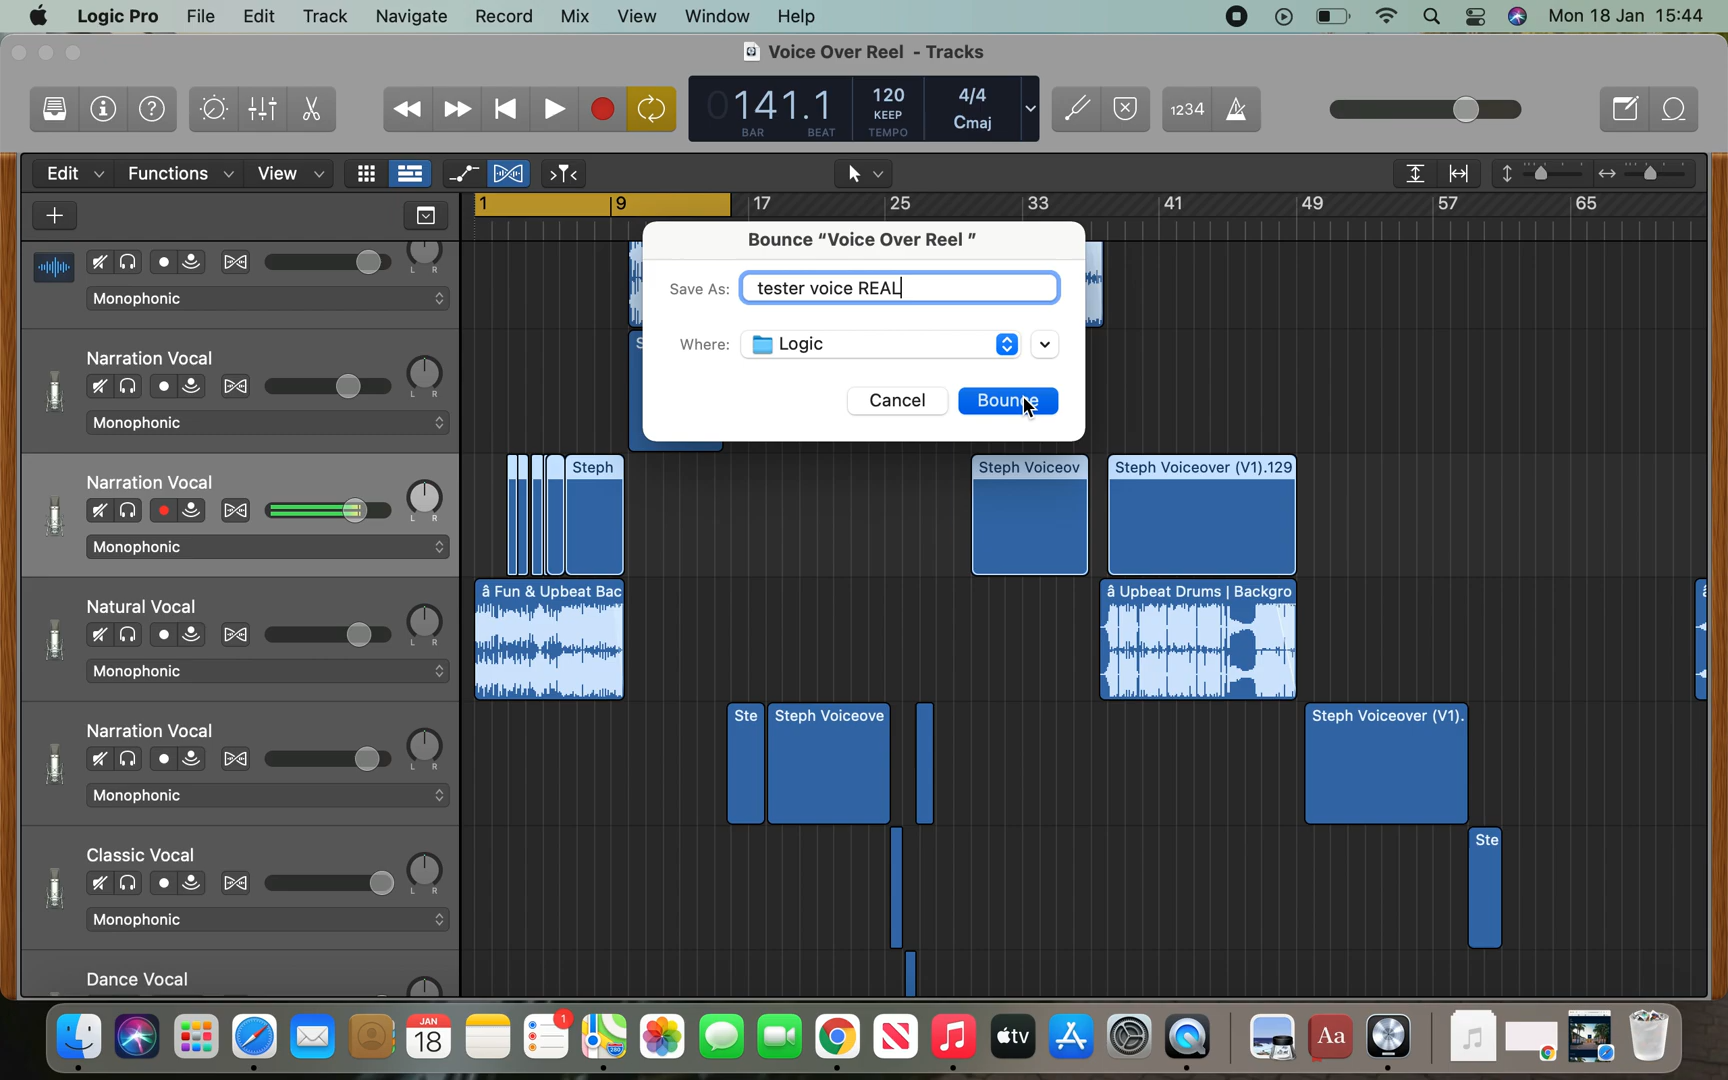 Logic Pro File Edit Track Navigate Record Mix View Window Help Mon 18 Jan 15:44
Voice Over Reel - Tracks
0141.1 120 4/4
KEEP Cmaj 1234
BAR BEAT TEMPO
Edit Functions View
1 9 17 25 33 41 49 57 65
Bounce “Voice Over Reel ”
L R
Save As: tester voice REAL
Monophonic
Where: Logic
Narration Vocal
L R
Cancel Bounce
Monophonic
Steph Steph Voiceov Steph Voiceover (V1).129
Narration Vocal
L R
Monophonic
â Fun & Upbeat Bac â Upbeat Drums | Backgro
Natural Vocal
L R
Monophonic
Ste Steph Voiceove Steph Voiceover (V1).
Narration Vocal
L R
Monophonic
Ste
Classic Vocal
L R
Monophonic
Dance Vocal
JAN
18
1
280
tv
Aa